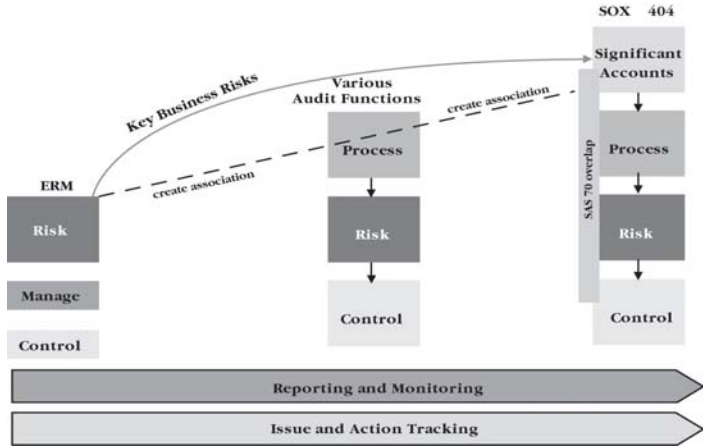 SOX 404
Significant
Accounts
Key Business Risks
Various
Audit Functions
create association
Process
Process
SAS 70 overlap
ERM
create association
Risk
Risk
Risk
Manage
Control
Control
Control
Reporting and Monitoring
Issue and Action Tracking